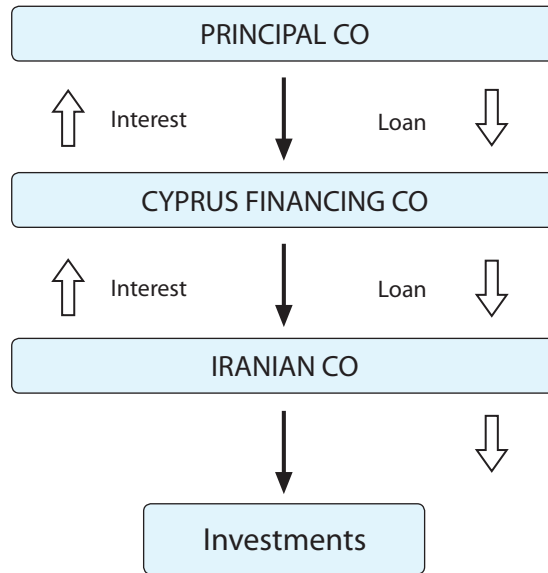 PRINCIPAL CO
Interest
Loan
CYPRUS FINANCING CO
Interest
Loan
IRANIAN CO
Investments